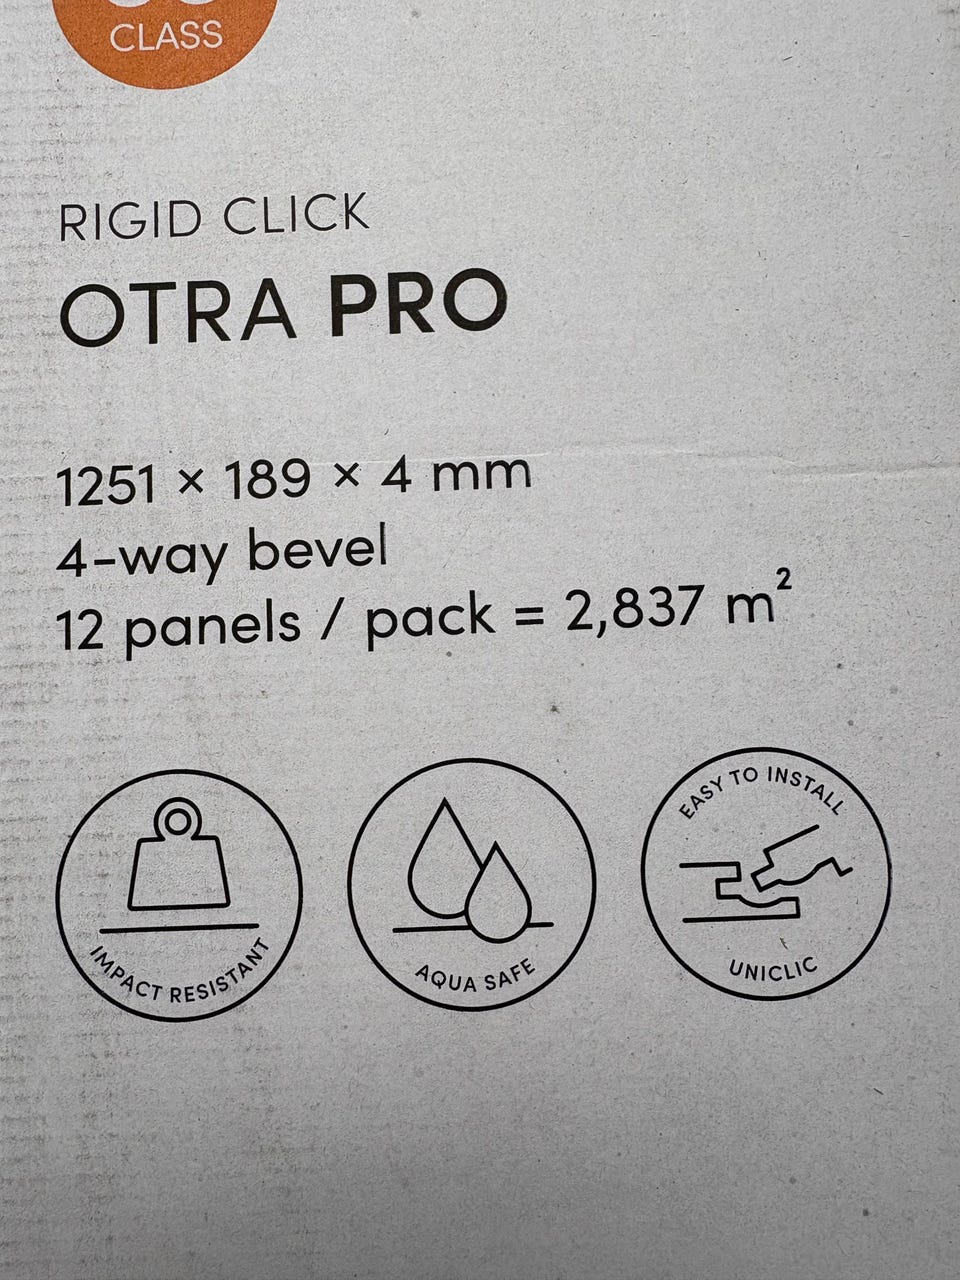 CLASS
RIGID CLICK
OTRA PRO
1251 × 189 × 4 mm
4-way bevel
12 panels / pack = 2,837 m²
IMPACT RESISTANT
AQUA SAFE
EASY TO INSTALL
UNICLIC